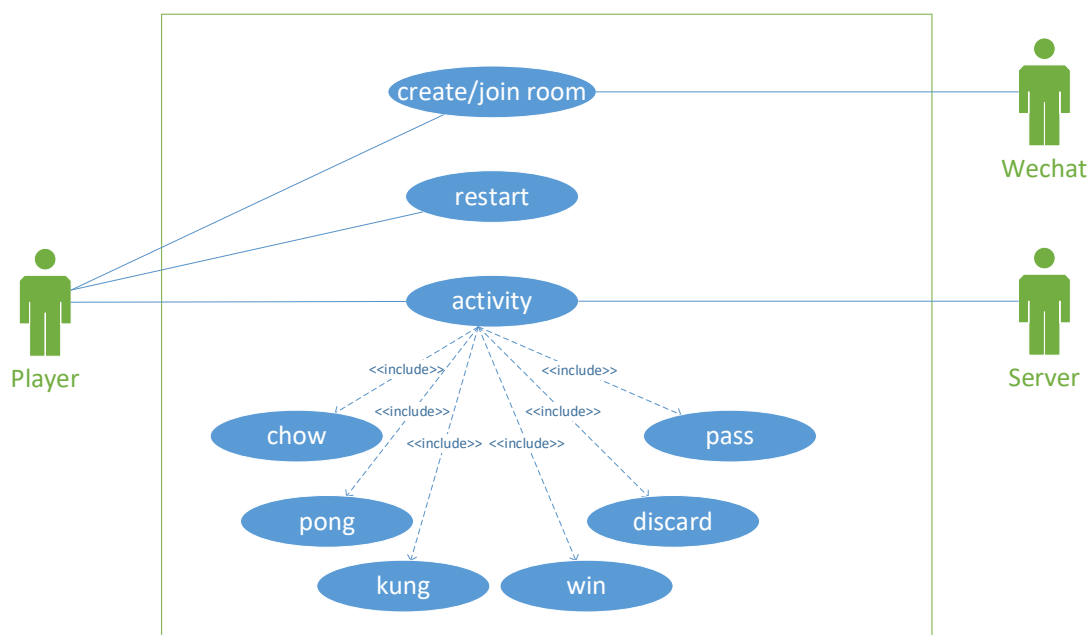 create/join room
Wechat
restart
activity
Player
Server
<<include>>
<<include>>
<<include>>
<<include>>
<<include>> <<include>>
chow
pass
pong
discard
kung
win